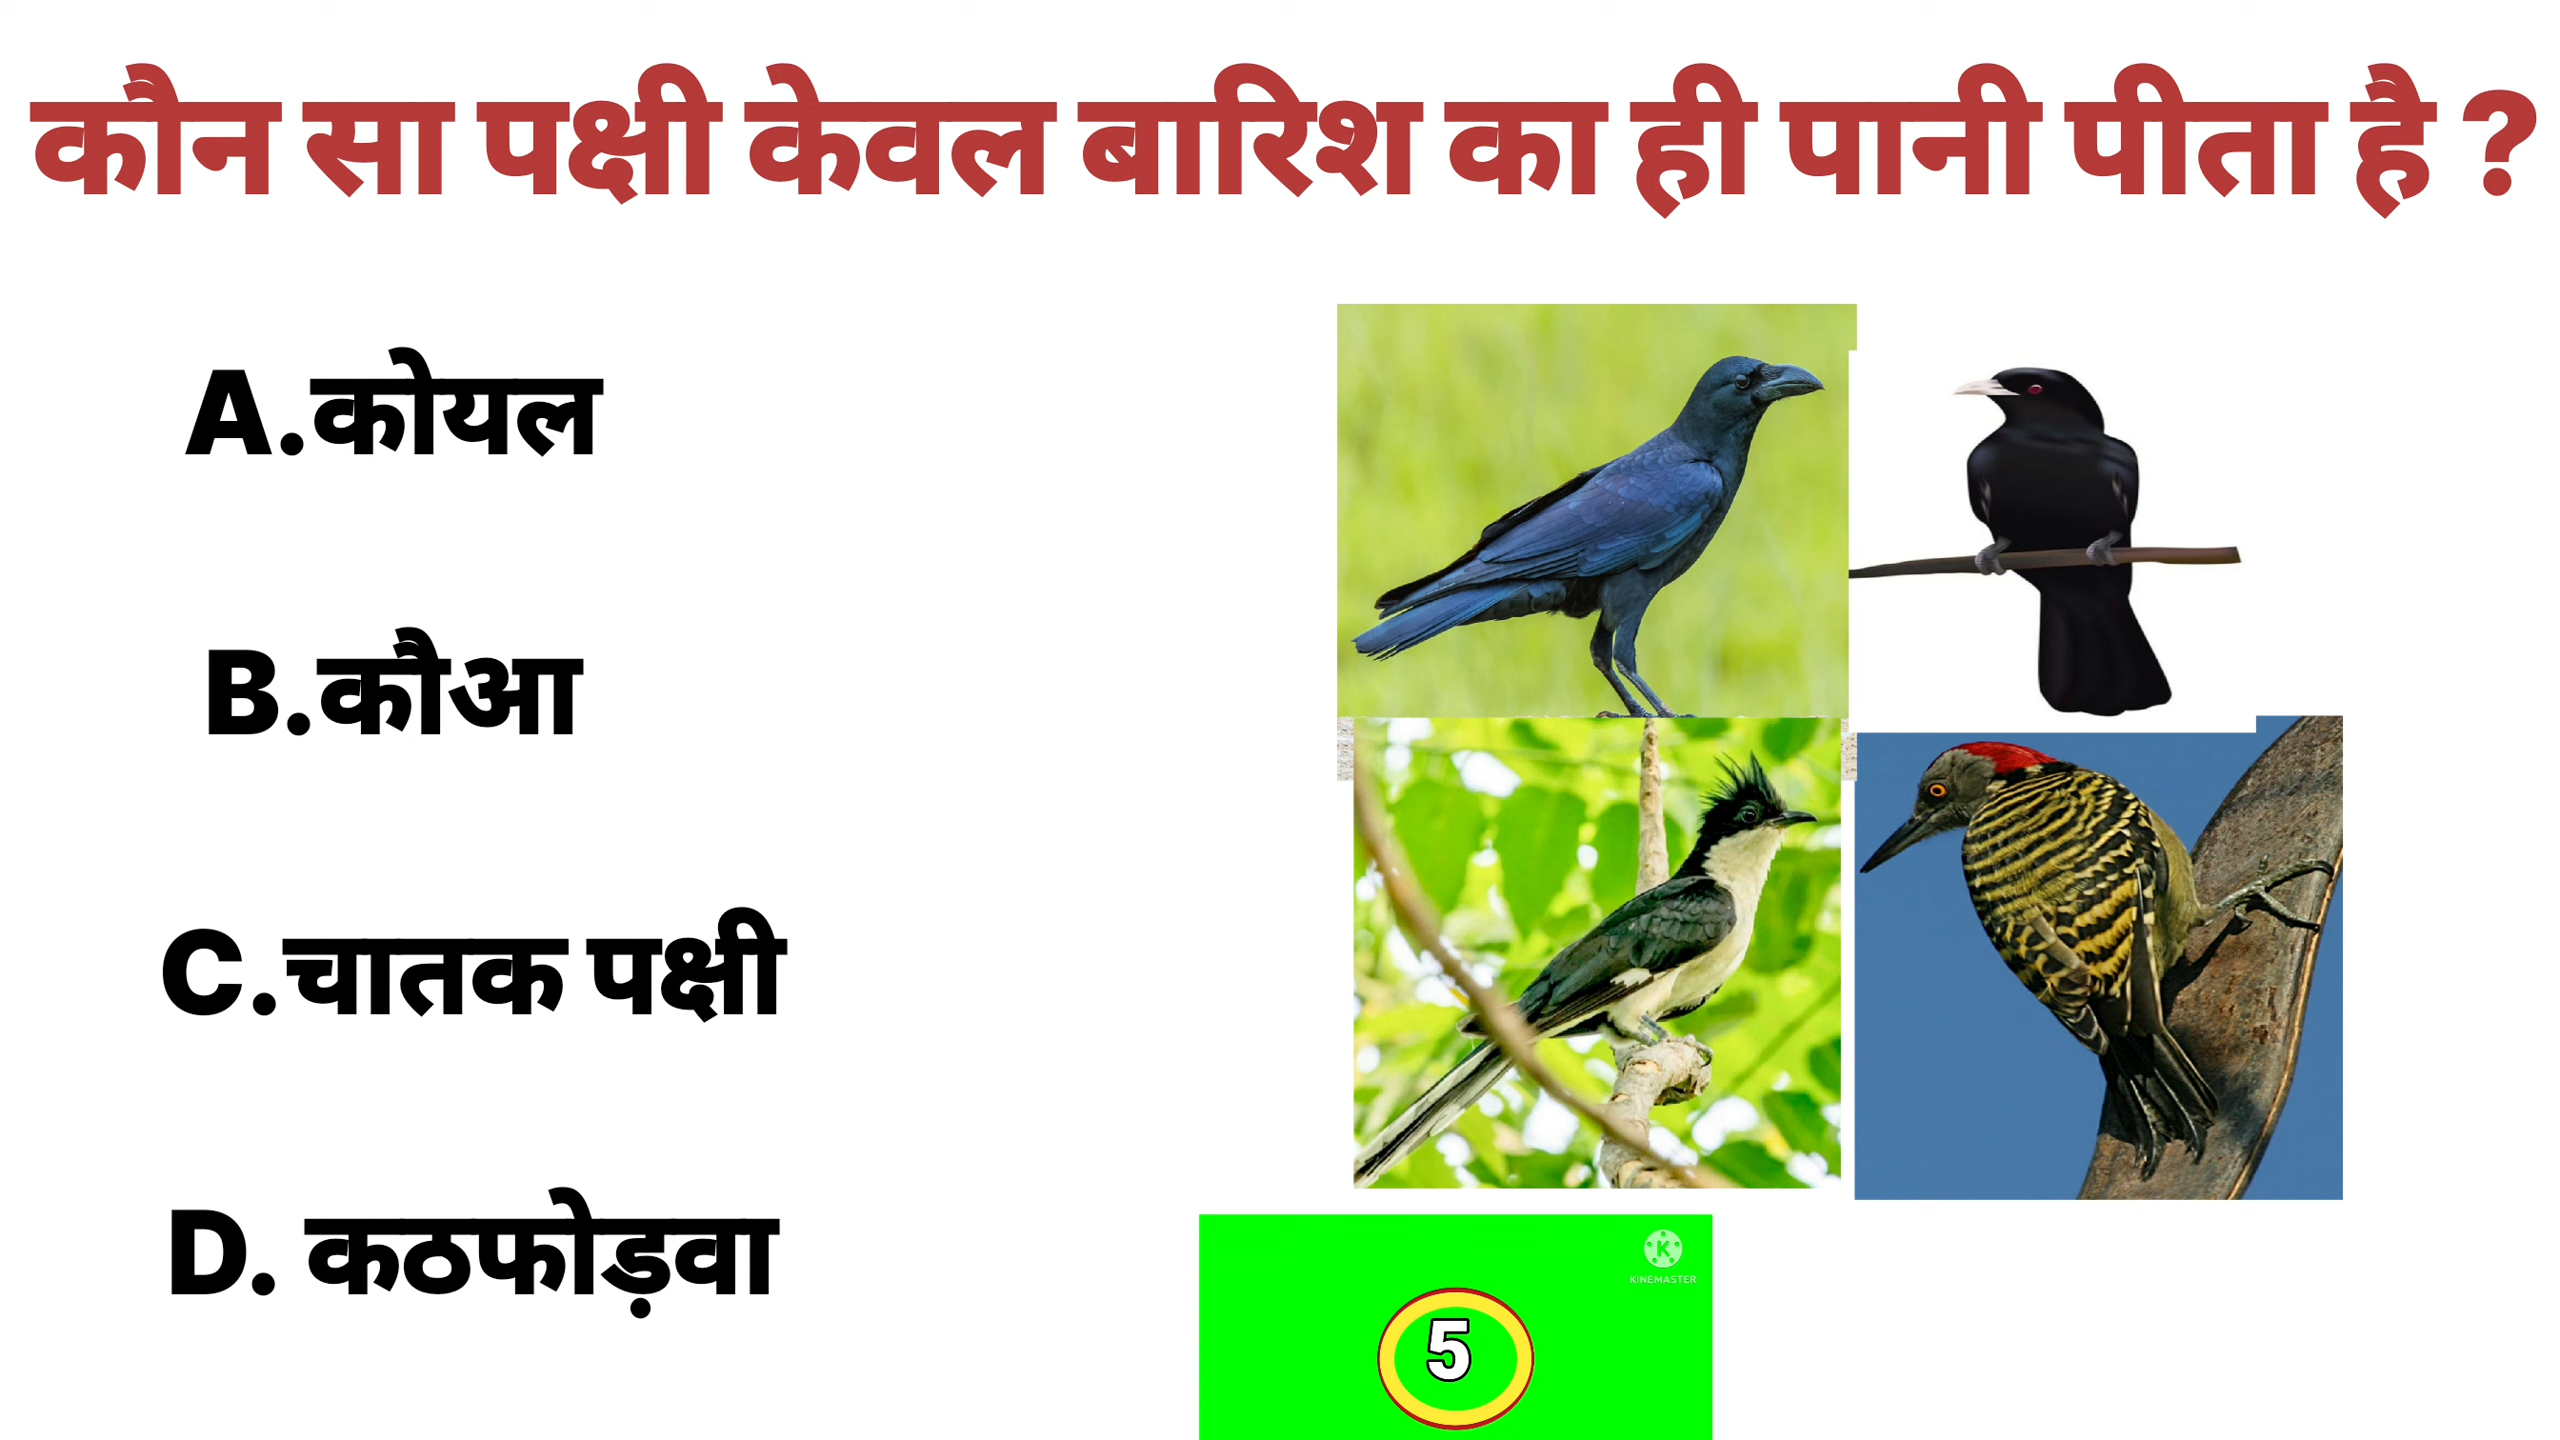 कौन सा पक्षी केवल बारिश का ही पानी पीता है ?
A.कोयल
B.कौआ
C.चातक पक्षी
D. कठफोड़वा
KINEMASTER
5